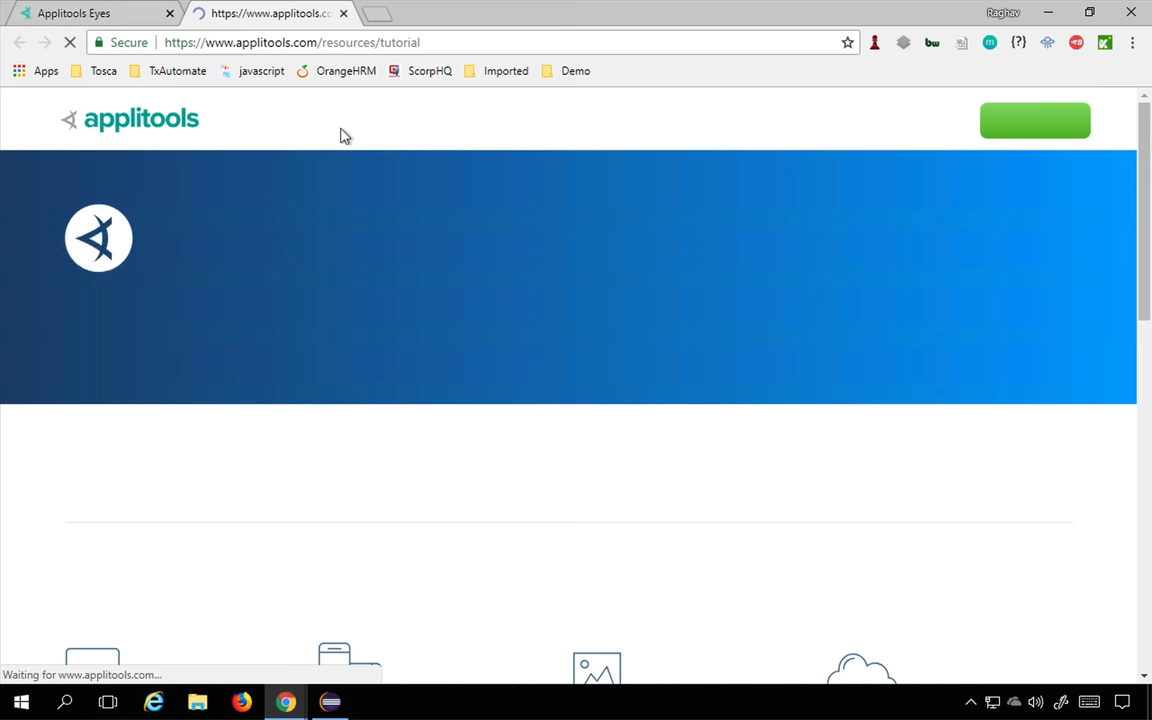 Applitools Eyes
https://www.applitools.co
Raghav
Secure
https://www.applitools.com/resources/tutorial
{?}
Apps
Tosca
TxAutomate
javascript
OrangeHRM
ScorpHQ
Imported
Demo
applitools
Waiting for www.applitools.com...